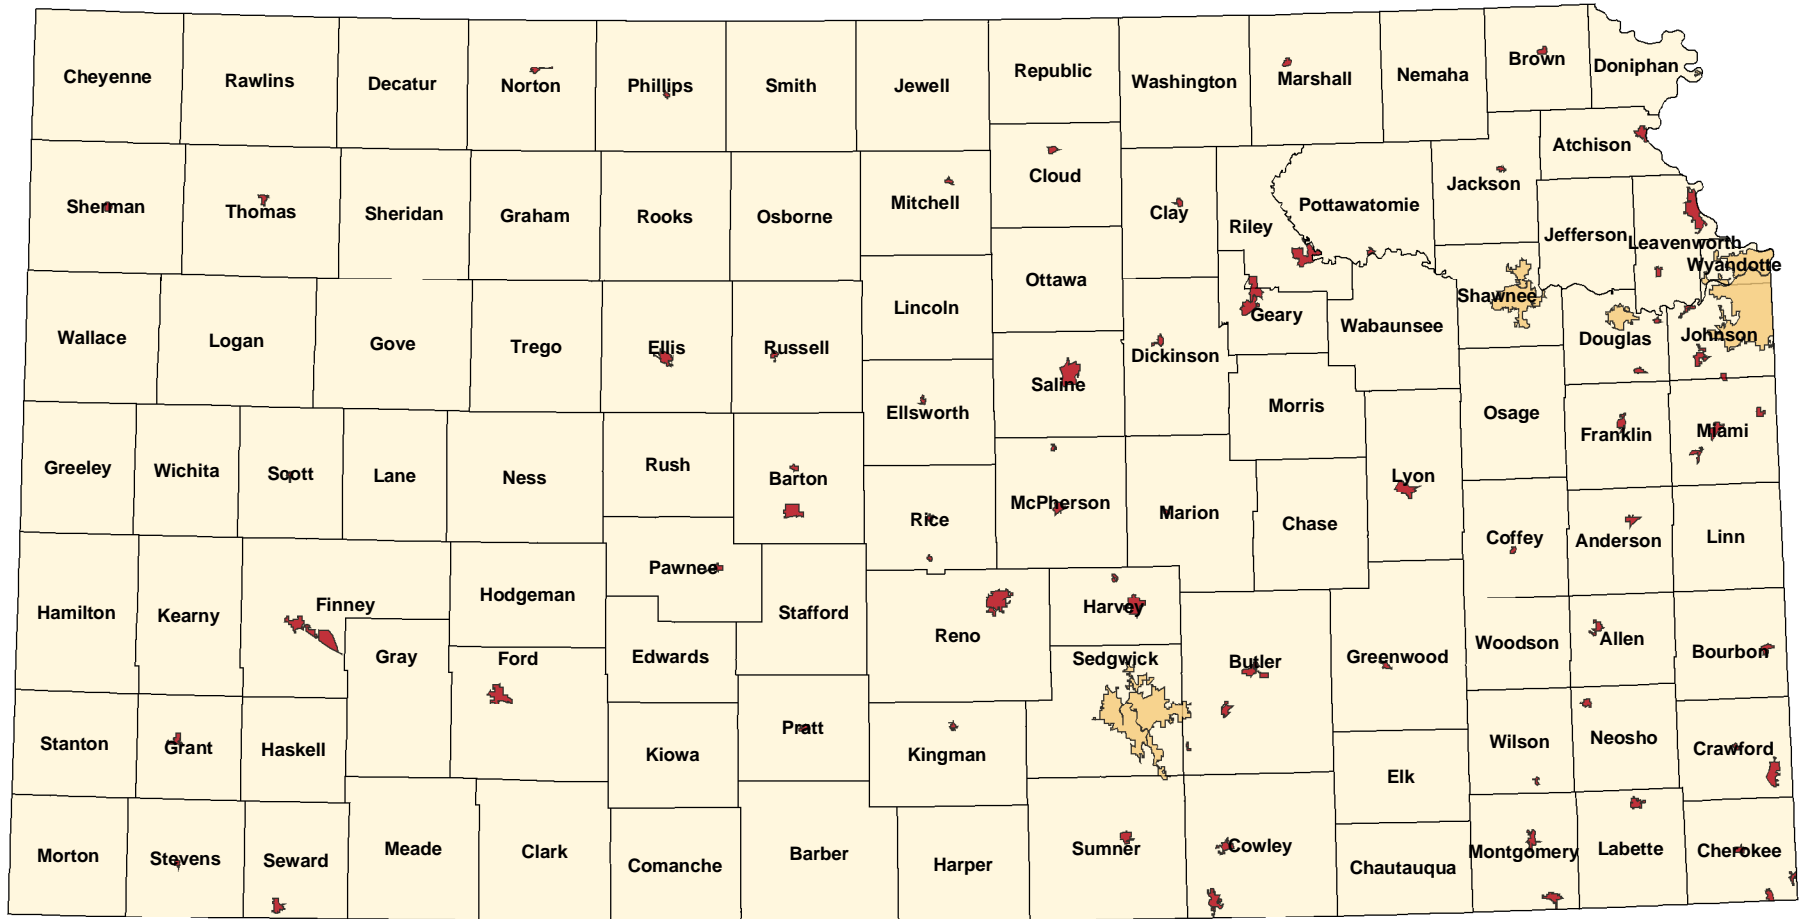 Cheyenne
Rawlins
Decatur
Norton
Phillips
Smith
Jewell
Republic
Washington
Marshall
Nemaha
Brown
Doniphan
Sherman
Thomas
Sheridan
Graham
Rooks
Osborne
Mitchell
Cloud
Clay
Riley
Pottawatomie
Jackson
Atchison
Jefferson
Leavenworth
Wyandotte
Wallace
Logan
Gove
Trego
Ellis
Russell
Lincoln
Ottawa
Saline
Dickinson
Geary
Wabaunsee
Shawnee
Douglas
Johnson
Greeley
Wichita
Scott
Lane
Ness
Rush
Barton
Ellsworth
Rice
McPherson
Marion
Morris
Chase
Lyon
Osage
Franklin
Miami
Coffey
Anderson
Linn
Hamilton
Kearny
Finney
Gray
Hodgeman
Ford
Pawnee
Edwards
Stafford
Reno
Harvey
Sedgwick
Butler
Greenwood
Woodson
Allen
Bourbon
Stanton
Grant
Haskell
Kiowa
Pratt
Kingman
Elk
Wilson
Neosho
Crawford
Morton
Stevens
Seward
Meade
Clark
Comanche
Barber
Harper
Sumner
Cowley
Chautauqua
Montgomery
Labette
Cherokee